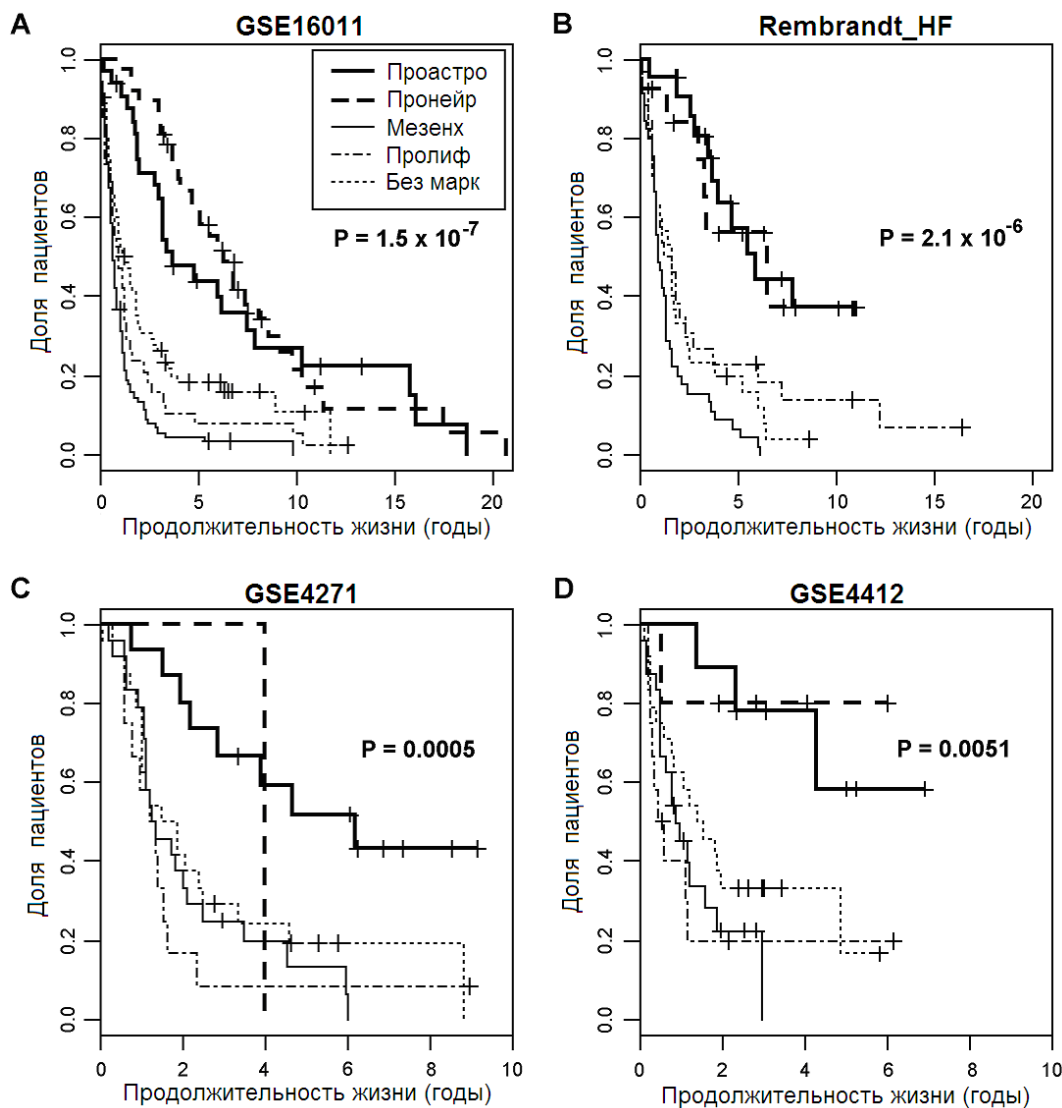 A
GSE16011
Доля пациентов
1.0
0.8
0.6
0.4
0.2
0.0
Проастро
Пронейр
Мезенх
Пролиф
Без марк
P = 1.5 x 10⁻⁷
0 5 10 15 20
Продолжительность жизни (годы)
B
Rembrandt_HF
Доля пациентов
1.0
0.8
0.6
0.4
0.2
0.0
P = 2.1 x 10⁻⁶
0 5 10 15 20
Продолжительность жизни (годы)
C
GSE4271
Доля пациентов
1.0
0.8
0.6
0.4
0.2
0.0
P = 0.0005
0 2 4 6 8 10
Продолжительность жизни (годы)
D
GSE4412
Доля пациентов
1.0
0.8
0.6
0.4
0.2
0.0
P = 0.0051
0 2 4 6 8 10
Продолжительность жизни (годы)